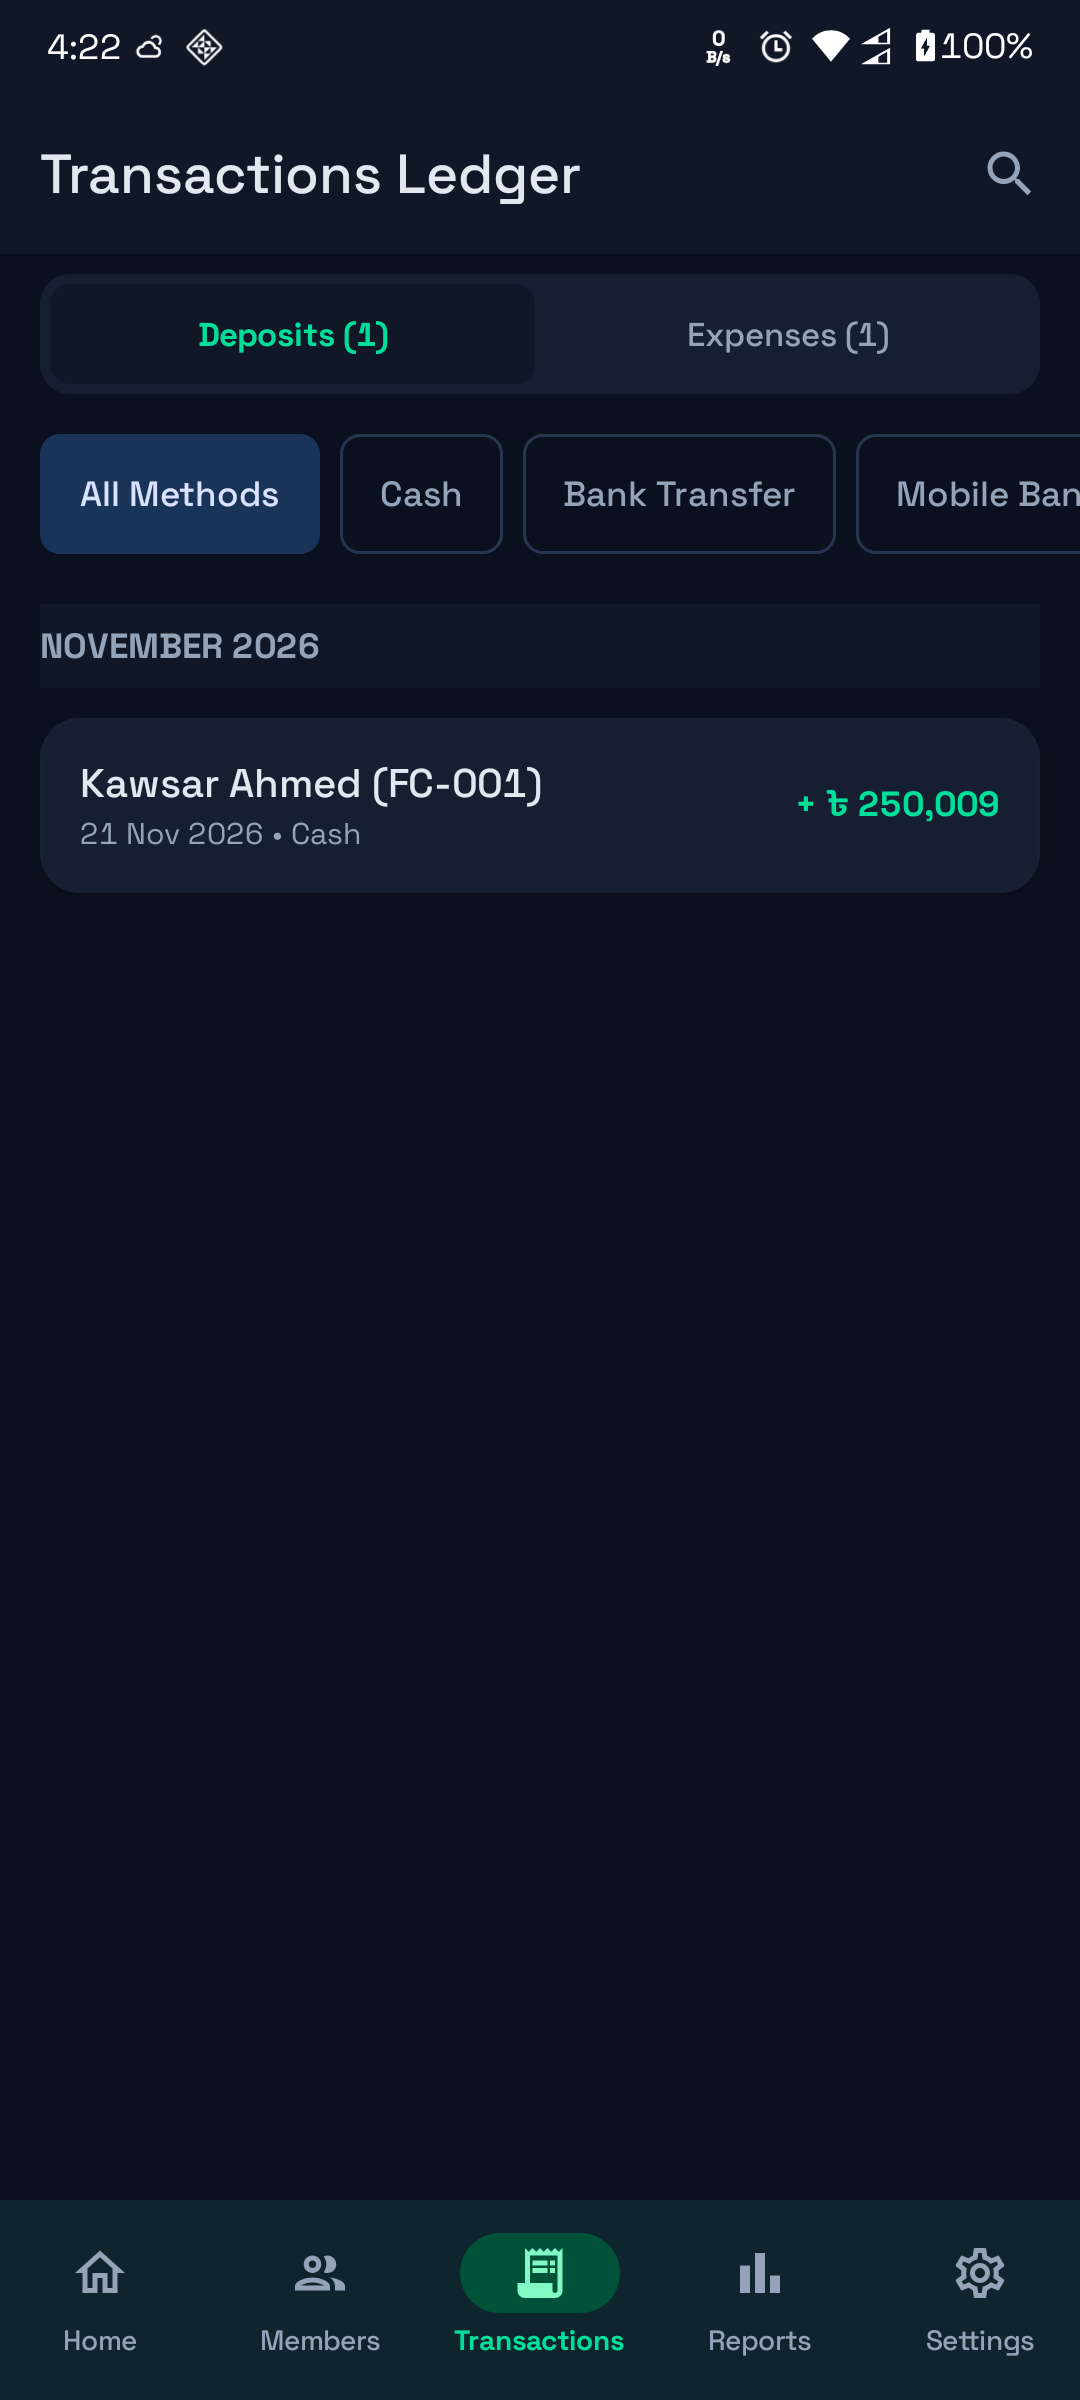 4:22
0 B/s
100%
Transactions Ledger
Deposits (1)
Expenses (1)
All Methods
Cash
Bank Transfer
Mobile Ban
NOVEMBER 2026
Kawsar Ahmed (FC-001)
21 Nov 2026 • Cash
+ ৳ 250,009
Home
Members
Transactions
Reports
Settings